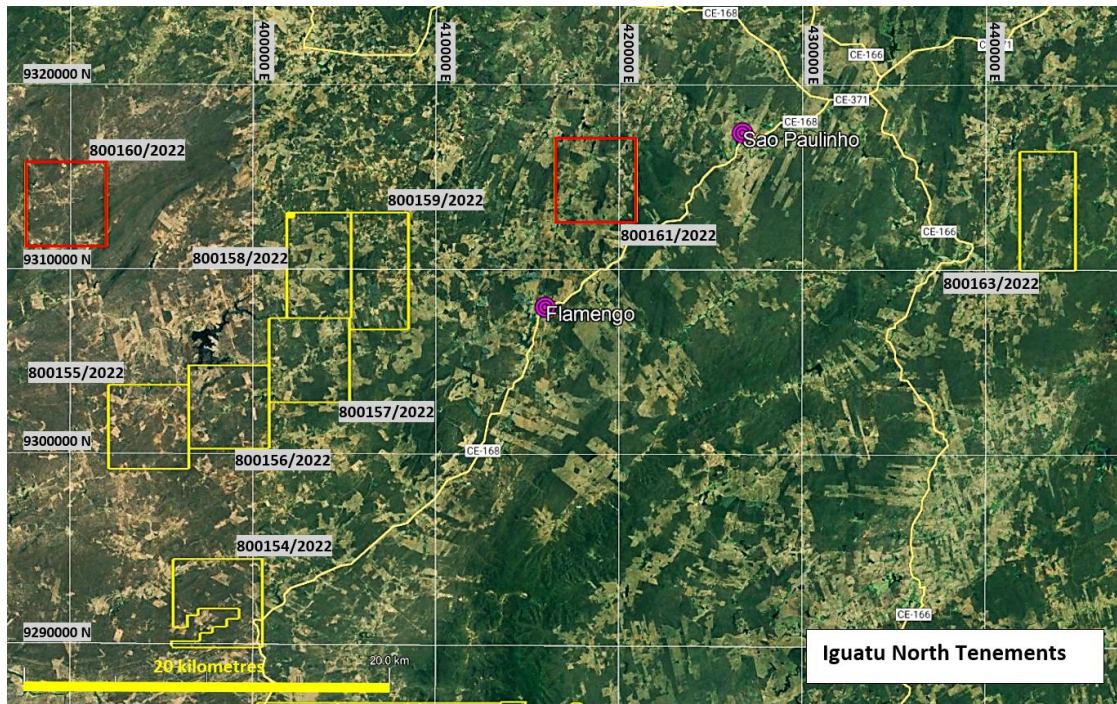 CE-168
400000 E
410000 E
420000 E
430000 E
440000 E
CE-166
9320000 N
CE-371
CE-168
Sao Paulinho
800160/2022
800159/2022
800161/2022
CE-166
800158/2022
9310000 N
800163/2022
Flamengo
800155/2022
800157/2022
9300000 N
CE-168
800156/2022
800154/2022
CE-166
9290000 N
Iguatu North Tenements
20 kilometres
20.0 km